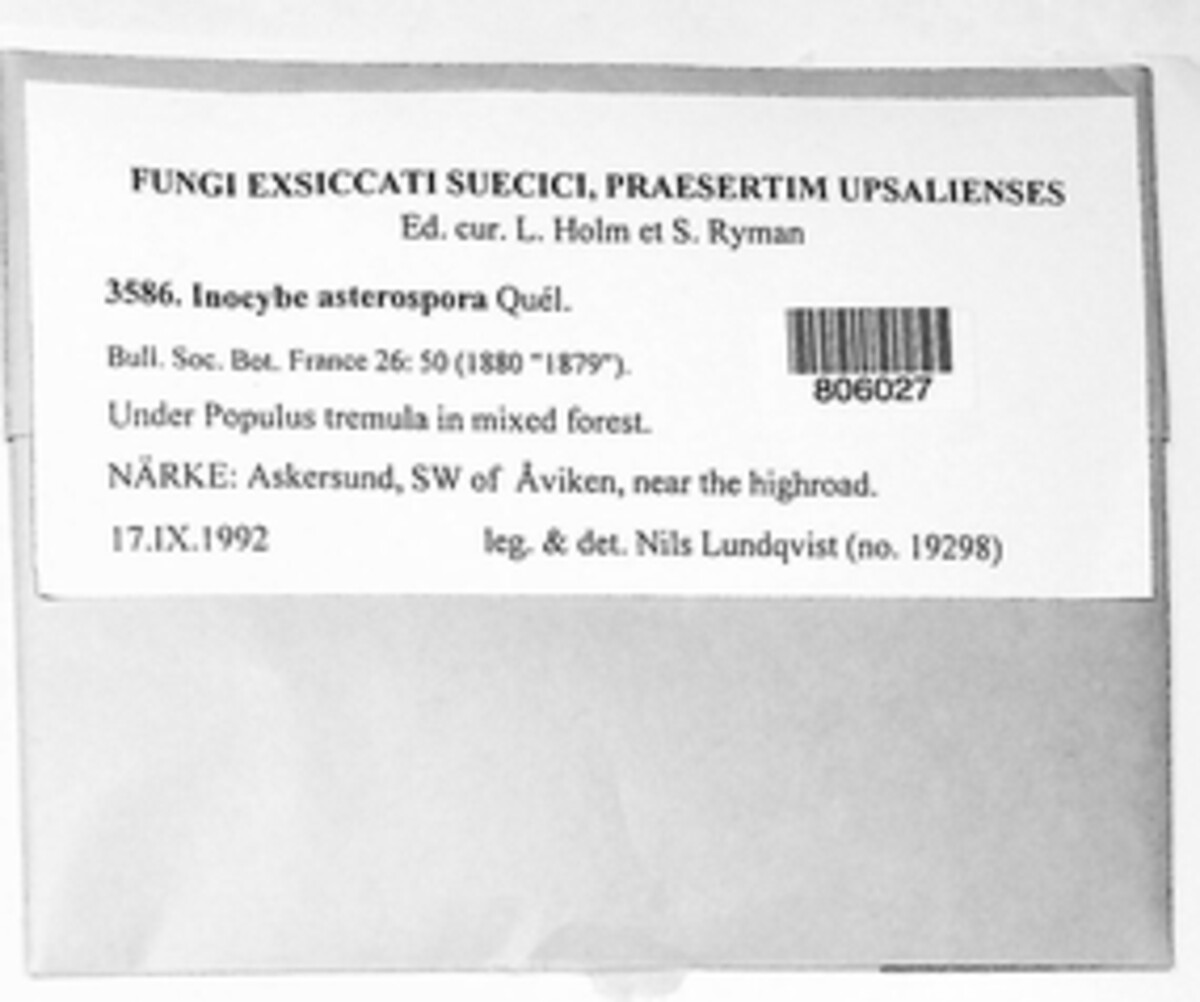 FUNGI EXSICCATI SUECICI, PRAESERTIM UPSALIENSES
Ed. cur. L. Holm et S. Ryman
3586. Inocybe asterospora Quél.
Bull. Soc. Bot. France 26: 50 (1880 "1879").
806027
Under Populus tremula in mixed forest.
NÄRKE: Askersund, SW of Åviken, near the highroad.
17.IX.1992 leg. & det. Nils Lundqvist (no. 19298)